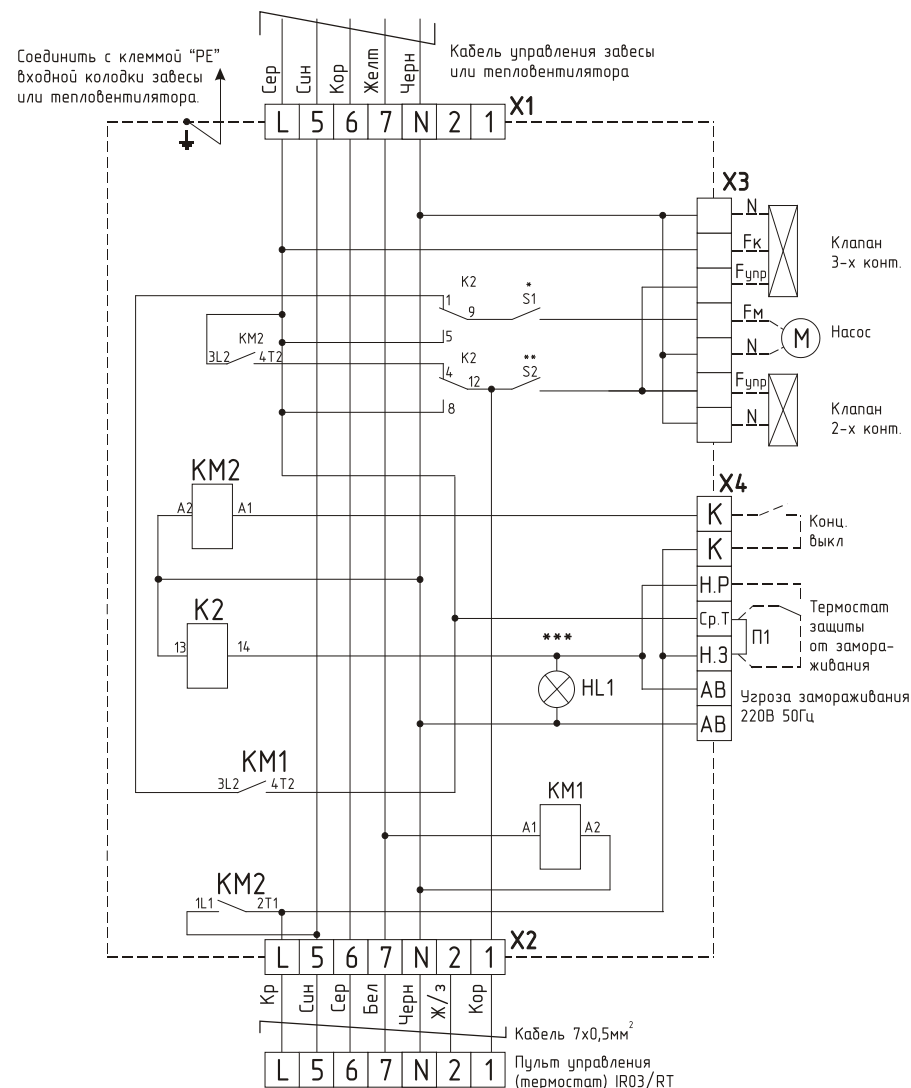 Соединить с клеммой “PE”
входной колодки завесы
или тепловентилятора.
Кабель управления завесы
или тепловентилятора
Сер
Син
Кор
Желт
Черн
L 5 6 7 N 2 1
X1
X3
N
Fк
Fупр
Клапан
3-х конт.
Fм
N
M
Насос
Fупр
N
Клапан
2-х конт.
K2
1
9
*
S1
5
KM2
3L2
4T2
K2
4
12
**
S2
8
KM2
A2
A1
X4
К
К
Н.Р
Ср.Т
Н.З
АВ
АВ
Конц.
выкл
Термостат
защиты
от замора-
живания
П1
Угроза замораживания
220В 50Гц
K2
13
14
***
HL1
KM1
3L2
4T2
KM1
A1
A2
KM2
1L1
2T1
L 5 6 7 N 2 1
X2
Кр
Син
Сер
Бел
Черн
Ж/з
Кор
Кабель 7х0,5мм²
L 5 6 7 N 2 1
Пульт управления
(термостат) IR03/RT